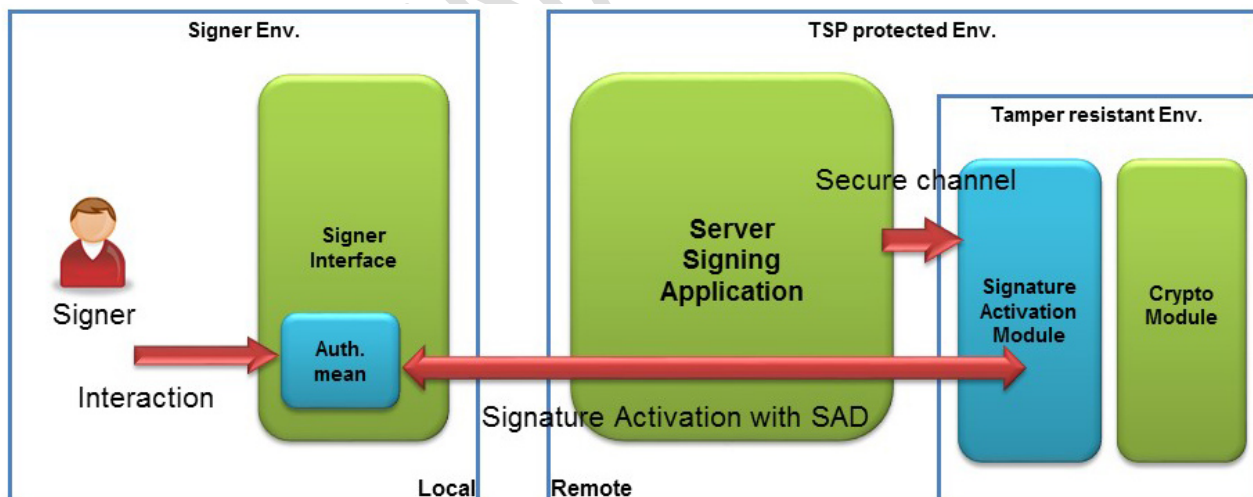 Signer Env.
TSP protected Env.
Tamper resistant Env.
Secure channel
Signer
Interface
Server
Signing
Application
Signature
Activation
Module
Crypto
Module
Signer
Auth.
mean
Interaction
Signature Activation with SAD
Local
Remote